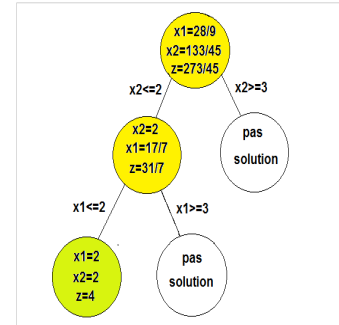 x1=28/9
x2=133/45
z=273/45
x2<=2
x2>=3
x2=2
x1=17/7
z=31/7
pas
solution
x1<=2
x1>=3
x1=2
x2=2
z=4
pas
solution